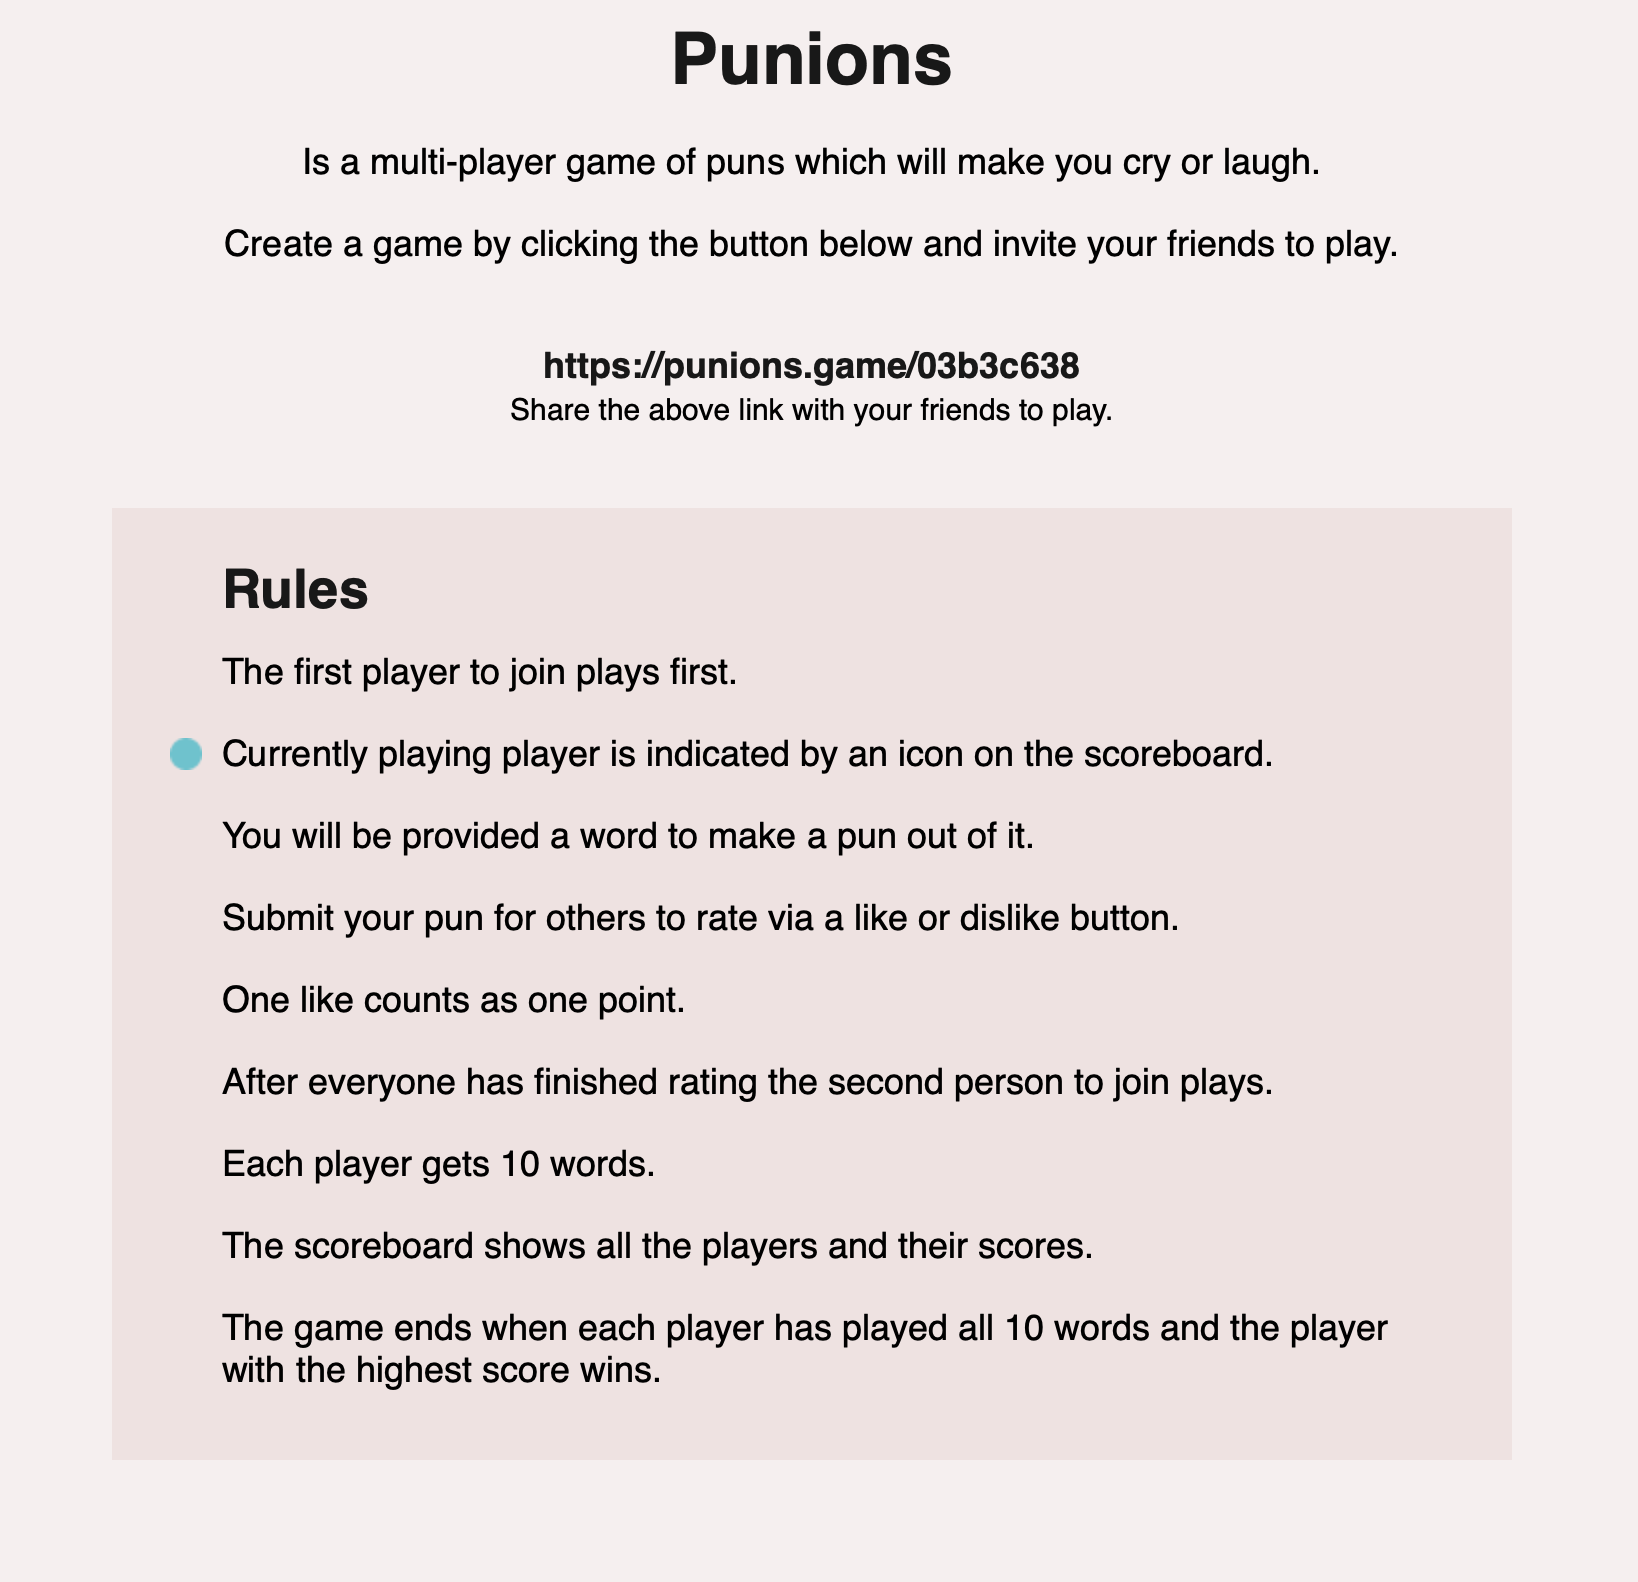 Punions
Is a multi-player game of puns which will make you cry or laugh.
Create a game by clicking the button below and invite your friends to play.
https://punions.game/03b3c638
Share the above link with your friends to play.
Rules
The first player to join plays first.
Currently playing player is indicated by an icon on the scoreboard.
You will be provided a word to make a pun out of it.
Submit your pun for others to rate via a like or dislike button.
One like counts as one point.
After everyone has finished rating the second person to join plays.
Each player gets 10 words.
The scoreboard shows all the players and their scores.
The game ends when each player has played all 10 words and the player
with the highest score wins.